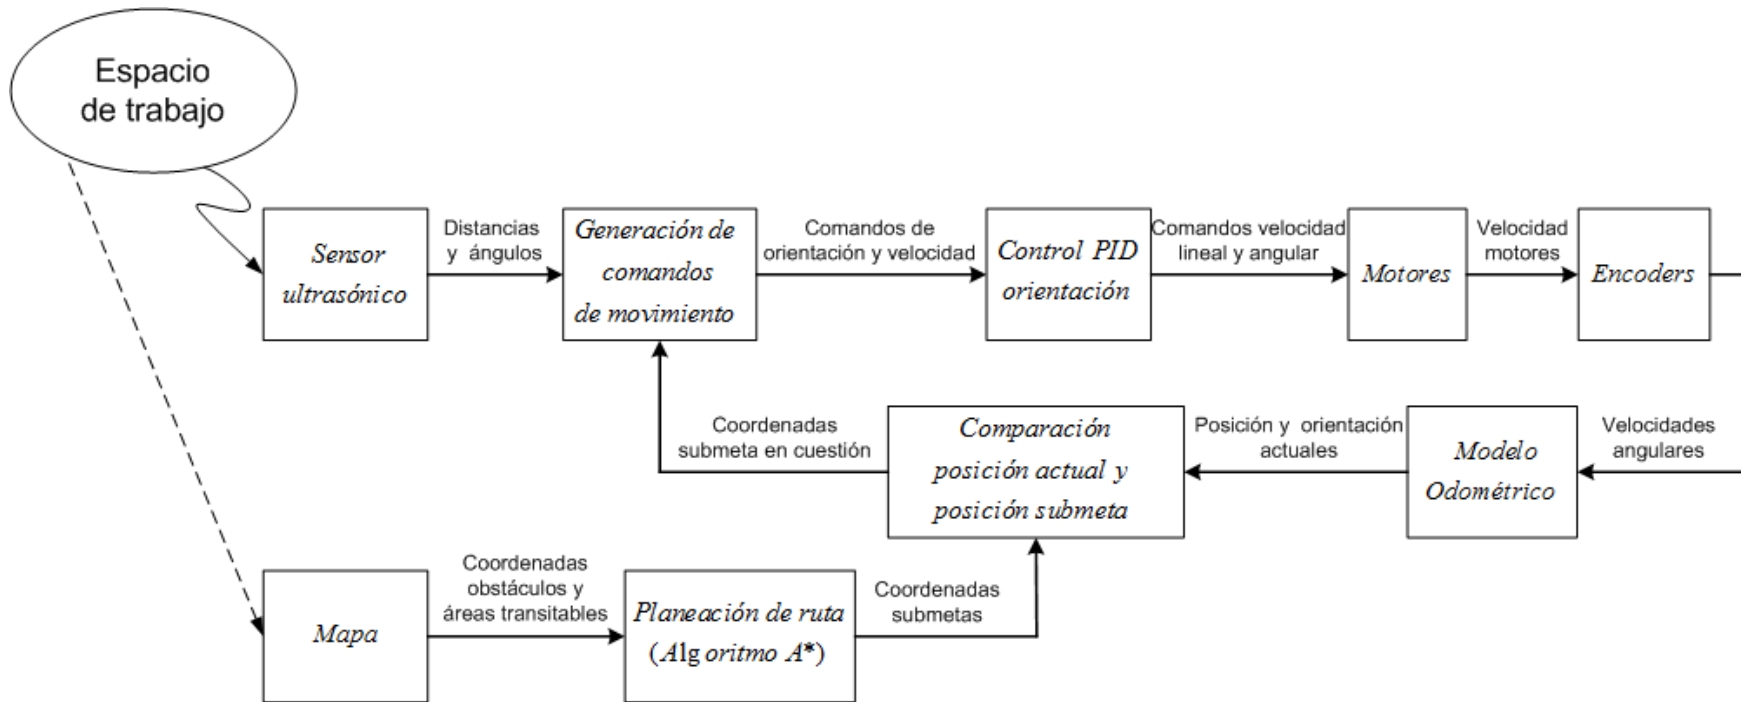 Espacio
de trabajo
Sensor
ultrasónico
Distancias
y ángulos
Generación de
comandos
de movimiento
Comandos de
orientación y velocidad
Control PID
orientación
Comandos velocidad
lineal y angular
Motores
Velocidad
motores
Encoders
Coordenadas
submeta en cuestión
Comparación
posición actual y
posición submeta
Posición y orientación
actuales
Modelo
Odométrico
Velocidades
angulares
Mapa
Coordenadas
obstáculos y
áreas transitables
Planeación de ruta
(Alg oritmo A*)
Coordenadas
submetas